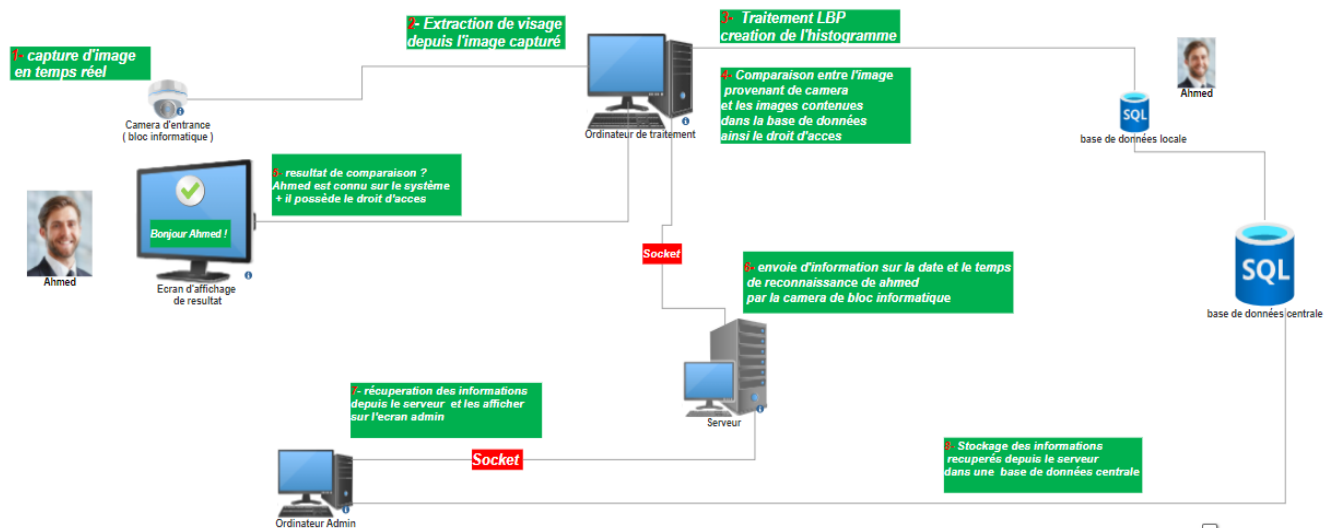 1- capture d'image
en temps réel
2- Extraction de visage
depuis l'image capturé
3- Traitement LBP
creation de l'histogramme
4- Comparaison entre l'image
provenant de camera
et les images contenues
dans la base de données
ainsi le droit d'acces
Camera d'entrance
( bloc informatique )
Ordinateur de traitement
Ahmed
SQL
base de données locale
5- resultat de comparaison ?
Ahmed est connu sur le système
+ il possède le droit d'acces
Bonjour Ahmed !
Ahmed
Ecran d'affichage
de resultat
Socket
6- envoie d'information sur la date et le temps
de reconnaissance de ahmed
par la camera de bloc informatique
SQL
base de données centrale
Serveur
7- récuperation des informations
depuis le serveur et les afficher
sur l'ecran admin
Socket
Stockage des informations
recuperés depuis le serveur
dans une base de données centrale
Ordinateur Admin